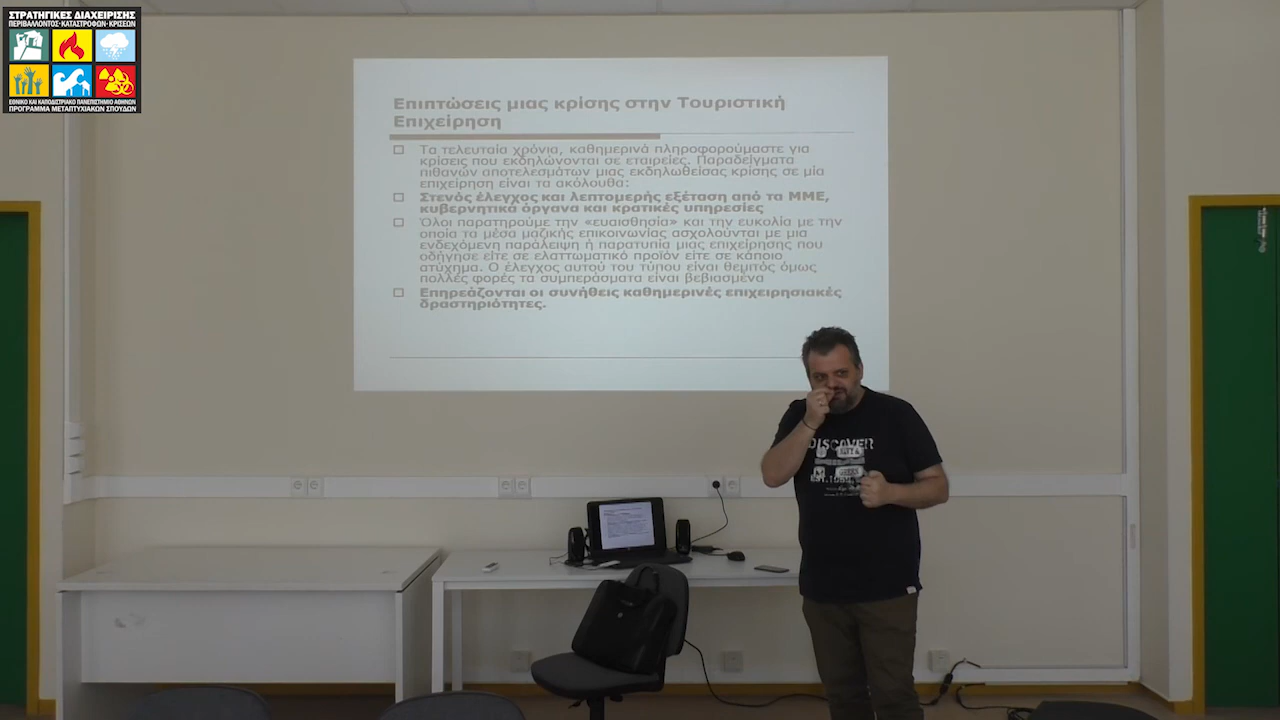 ΣΤΡΑΤΗΓΙΚΕΣ ΔΙΑΧΕΙΡΙΣΗΣ
ΠΕΡΙΒΑΛΛΟΝΤΟΣ·ΚΑΤΑΣΤΡΟΦΩΝ·ΚΡΙΣΕΩΝ
ΕΘΝΙΚΟ ΚΑΙ ΚΑΠΟΔΙΣΤΡΙΑΚΟ ΠΑΝΕΠΙΣΤΗΜΙΟ ΑΘΗΝΩΝ
ΠΡΟΓΡΑΜΜΑ ΜΕΤΑΠΤΥΧΙΑΚΩΝ ΣΠΟΥΔΩΝ
Επιπτώσεις μιας κρίσης στην Τουριστική
Επιχείρηση
Τα τελευταία χρόνια, καθημερινά πληροφορούμαστε για
κρίσεις που εκδηλώνονται σε εταιρείες. Παραδείγματα
πιθανών αποτελεσμάτων μιας εκδηλωθείσας κρίσης σε μία
επιχείρηση είναι τα ακόλουθα:
Στενός έλεγχος και λεπτομερής εξέταση από τα ΜΜΕ,
κυβερνητικά όργανα και κρατικές υπηρεσίες
Όλοι παρατηρούμε την «ευαισθησία» και την ευκολία με την
οποία τα μέσα μαζικής επικοινωνίας ασχολούνται με μια
ενδεχόμενη παράλειψη ή παρατυπία μιας επιχείρησης που
οδήγησε είτε σε ελαττωματικό προϊόν είτε σε κάποιο
ατύχημα. Ο έλεγχος αυτού του τύπου είναι θεμιτός όμως
πολλές φορές τα συμπεράσματα είναι βεβιασμένα
Επηρεάζονται οι συνήθεις καθημερινές επιχειρησιακές
δραστηριότητες.
DISCOVER